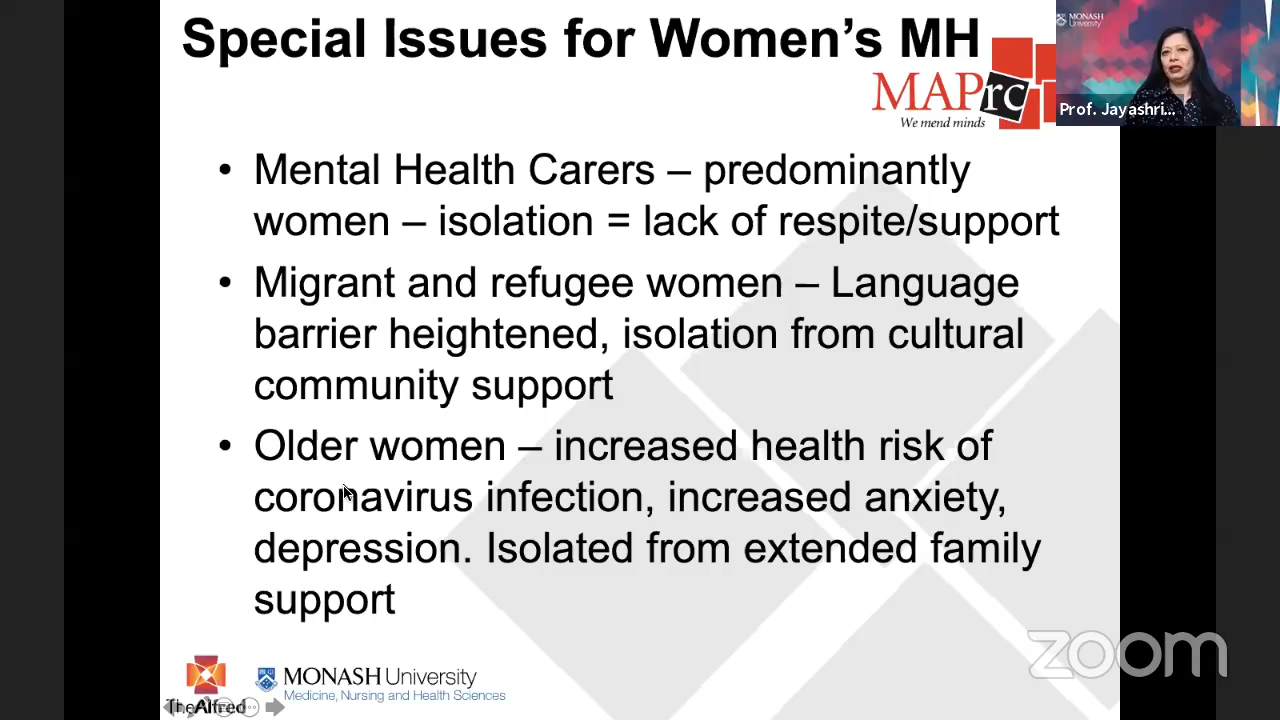 Special Issues for Women's MH
MONASH
University
MAPrc
We mend minds
Prof. Jayashri...
• Mental Health Carers – predominantly
women – isolation = lack of respite/support
• Migrant and refugee women – Language
barrier heightened, isolation from cultural
community support
• Older women – increased health risk of
coronavirus infection, increased anxiety,
depression. Isolated from extended family
support
zoom
MONASH University
Medicine, Nursing and Health Sciences
TheAlfred